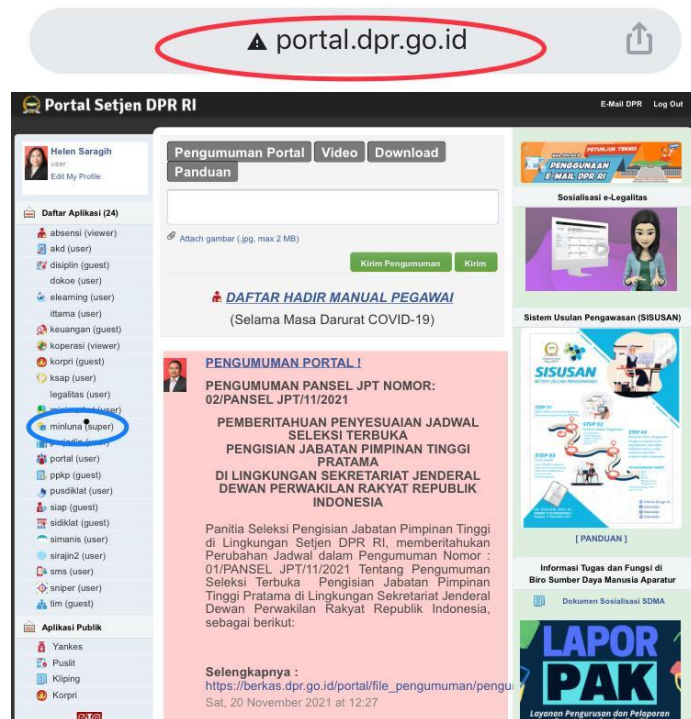 portal.dpr.go.id
Portal Setjen DPR RI
E-Mail DPR Log Out
Helen Saragih
user
Edit My Profile
Daftar Aplikasi (24)
absensi (viewer)
akd (user)
disiplin (guest)
dokoe (user)
elearning (user)
ittama (user)
keuangan (guest)
koperasi (viewer)
korpri (guest)
ksap (user)
legalitas (user)
minluna (super)
portal (user)
ppkp (guest)
pusdiklat (user)
siap (guest)
sidiklat (guest)
simanis (user)
sirajin2 (user)
sms (user)
sniper (user)
tim (guest)
Aplikasi Publik
Yankes
Puslit
Kliping
Korpri
Pengumuman Portal Video Download
Panduan
Attach gambar (.jpg, max 2 MB)
Kirim Pengumuman Kirim
DAFTAR HADIR MANUAL PEGAWAI
(Selama Masa Darurat COVID-19)
PENGUMUMAN PORTAL !
PENGUMUMAN PANSEL JPT NOMOR:
02/PANSEL JPT/11/2021
PEMBERITAHUAN PENYESUAIAN JADWAL
SELEKSI TERBUKA
PENGISIAN JABATAN PIMPINAN TINGGI
PRATAMA
DI LINGKUNGAN SEKRETARIAT JENDERAL
DEWAN PERWAKILAN RAKYAT REPUBLIK
INDONESIA
Panitia Seleksi Pengisian Jabatan Pimpinan Tinggi
di Lingkungan Setjen DPR RI, memberitahukan
Perubahan Jadwal dalam Pengumuman Nomor :
01/PANSEL JPT/11/2021 Tentang Pengumuman
Seleksi Terbuka Pengisian Jabatan Pimpinan
Tinggi Pratama di Lingkungan Sekretariat Jenderal
Dewan Perwakilan Rakyat Republik Indonesia,
sebagai berikut:
Selengkapnya :
https://berkas.dpr.go.id/portal/file_pengumuman/pengu
Sat, 20 November 2021 at 12:27
PETUNJUK TEKNIS
PENGGUNAAN
E-MAIL DPR RI
Sosialisasi e-Legalitas
Sistem Usulan Pengawasan (SISUSAN)
SISUSAN
STEP 01
STEP 03
STEP 04
[ PANDUAN ]
Informasi Tugas dan Fungsi di
Biro Sumber Daya Manusia Aparatur
Dokumen Sosialisasi SDMA
LAPOR
PAK
Layanan Pengurusan dan Pelaporan